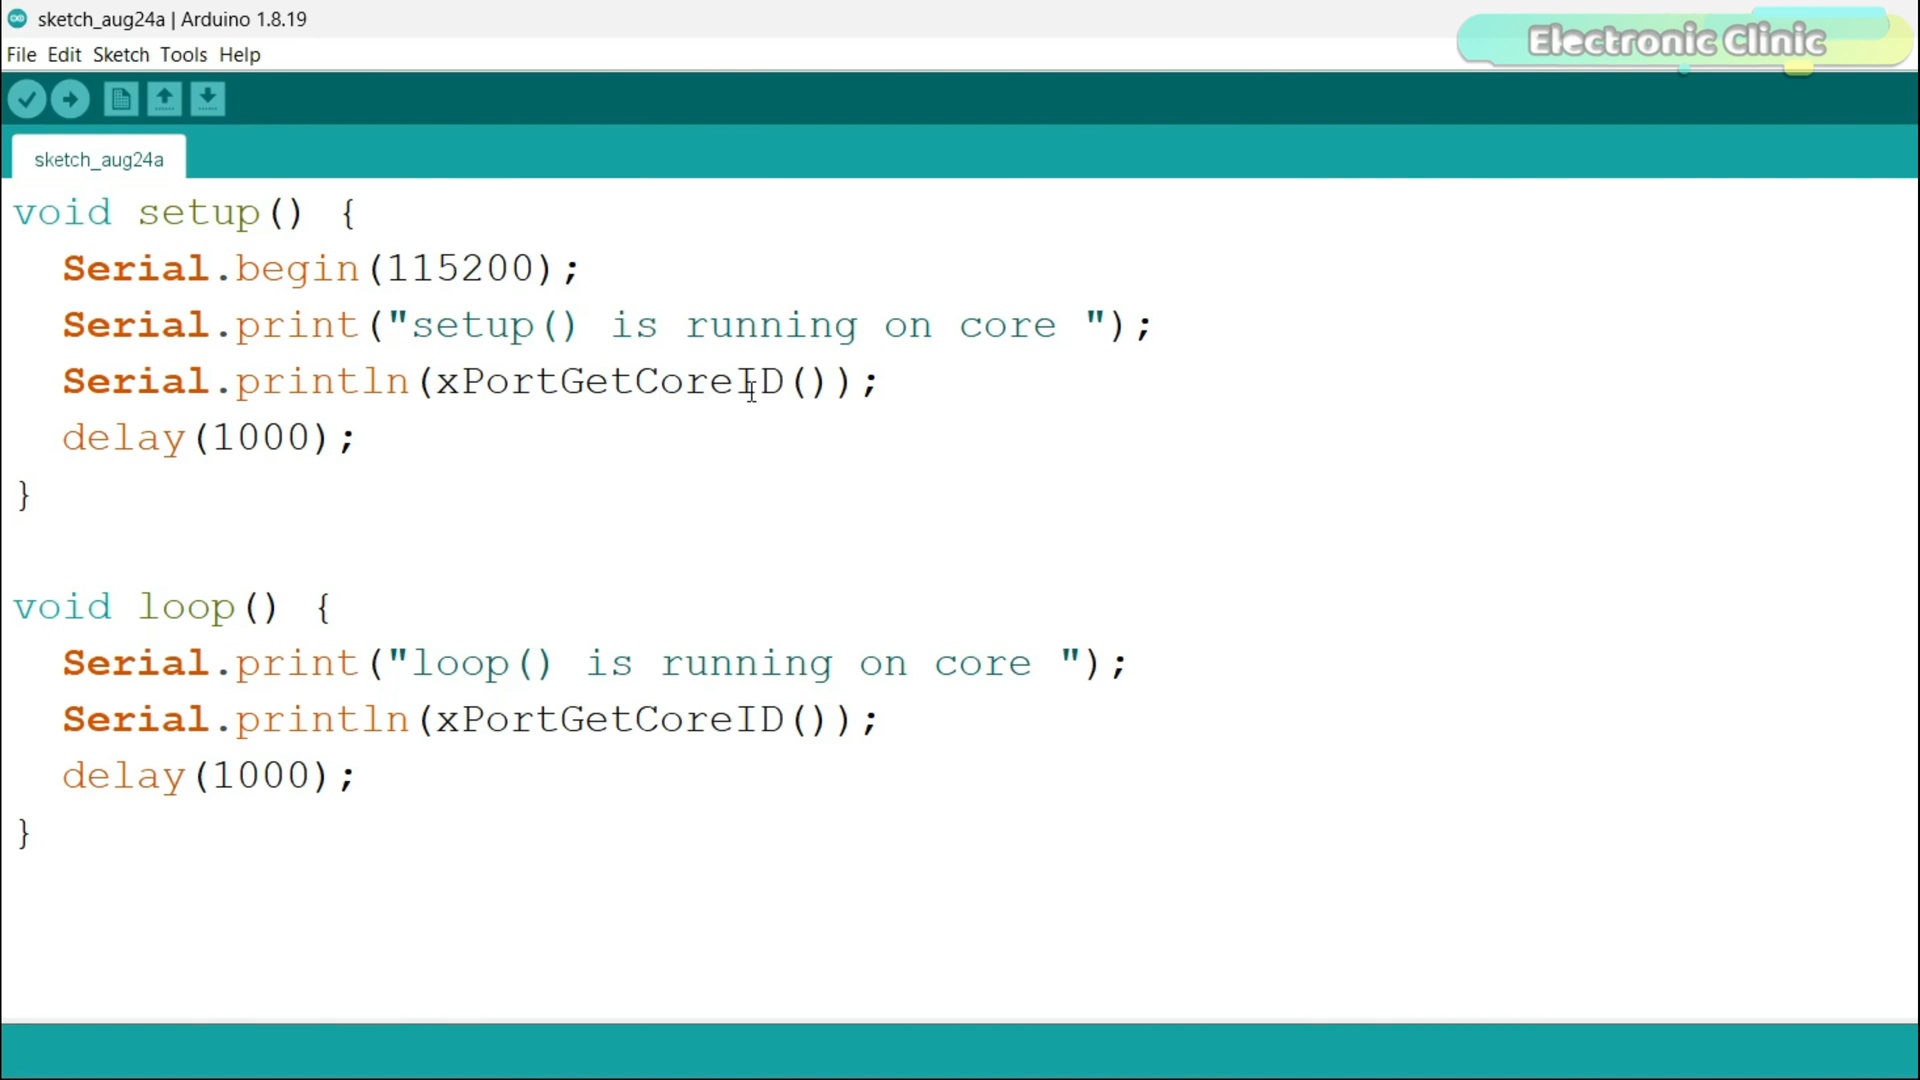 sketch_aug24a | Arduino 1.8.19
File Edit Sketch Tools Help
Electronic Clinic
sketch_aug24a
void setup() {
  Serial.begin(115200);
  Serial.print("setup() is running on core ");
  Serial.println(xPortGetCoreID());
  delay(1000);
}
void loop() {
  Serial.print("loop() is running on core ");
  Serial.println(xPortGetCoreID());
  delay(1000);
}